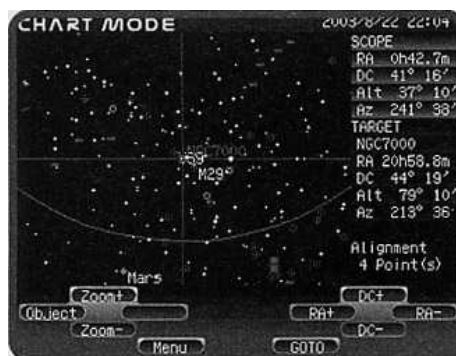 CHART MODE
2003/8/22 22:04
SCOPE
RA 0h42.7m
DC 41° 16′
Alt 37° 10′
Az 241° 38′
TARGET
NGC7000
RA 20h58.8m
DC 44° 19′
Alt 79° 10′
Az 213° 36′
Alignment
4 Point(s)
NGC7000
M29
Mars
Zoom+
Object
Zoom-
Menu
DC+
RA+
RA-
DC-
GOTO